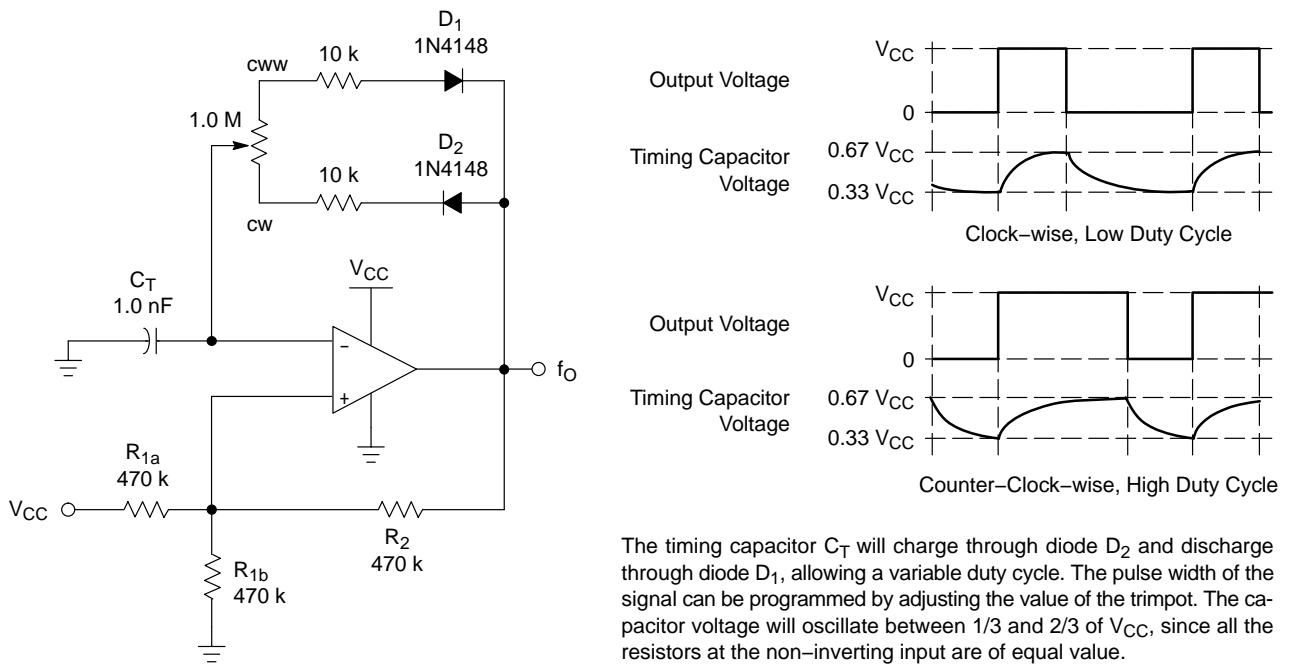 D1
1N4148
10 k
cww
1.0 M
D2
1N4148
10 k
cw
CT
1.0 nF
VCC
−
+
fO
R1a
470 k
VCC
R2
470 k
R1b
470 k
Output Voltage
VCC
0
Timing Capacitor
Voltage
0.67 VCC
0.33 VCC
Clock−wise, Low Duty Cycle
Output Voltage
VCC
0
Timing Capacitor
Voltage
0.67 VCC
0.33 VCC
Counter−Clock−wise, High Duty Cycle
The timing capacitor CT will charge through diode D2 and discharge
through diode D1, allowing a variable duty cycle. The pulse width of the
signal can be programmed by adjusting the value of the trimpot. The ca-
pacitor voltage will oscillate between 1/3 and 2/3 of VCC, since all the
resistors at the non−inverting input are of equal value.